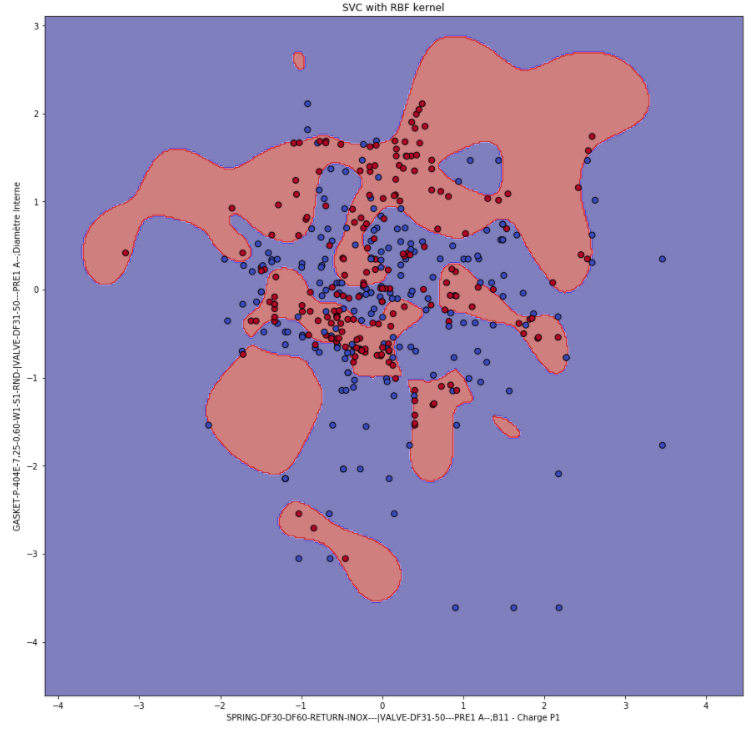 SVC with RBF kernel
3
2
1
0
−1
−2
−3
−4
GASKET-P-404E-7,25-0,60-W1-S1-RND-|VALVE-DF31-50---PRE1 A--;Diamètre Interne
−4 −3 −2 −1 0 1 2 3 4
SPRING-DF30-DF60-RETURN-INOX---|VALVE-DF31-50---PRE1 A--,B11 - Charge P1